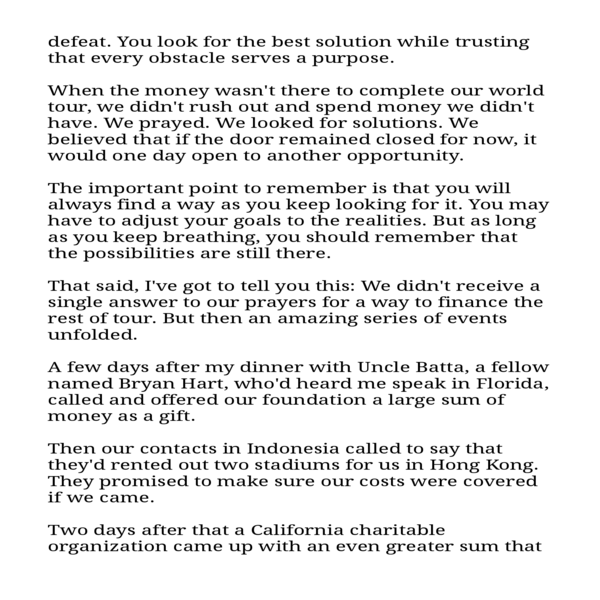 defeat. You look for the best solution while trusting
that every obstacle serves a purpose.
When the money wasn't there to complete our world
tour, we didn't rush out and spend money we didn't
have. We prayed. We looked for solutions. We
believed that if the door remained closed for now, it
would one day open to another opportunity.
The important point to remember is that you will
always find a way as you keep looking for it. You may
have to adjust your goals to the realities. But as long
as you keep breathing, you should remember that
the possibilities are still there.
That said, I've got to tell you this: We didn't receive a
single answer to our prayers for a way to finance the
rest of tour. But then an amazing series of events
unfolded.
A few days after my dinner with Uncle Batta, a fellow
named Bryan Hart, who'd heard me speak in Florida,
called and offered our foundation a large sum of
money as a gift.
Then our contacts in Indonesia called to say that
they'd rented out two stadiums for us in Hong Kong.
They promised to make sure our costs were covered
if we came.
Two days after that a California charitable
organization came up with an even greater sum that